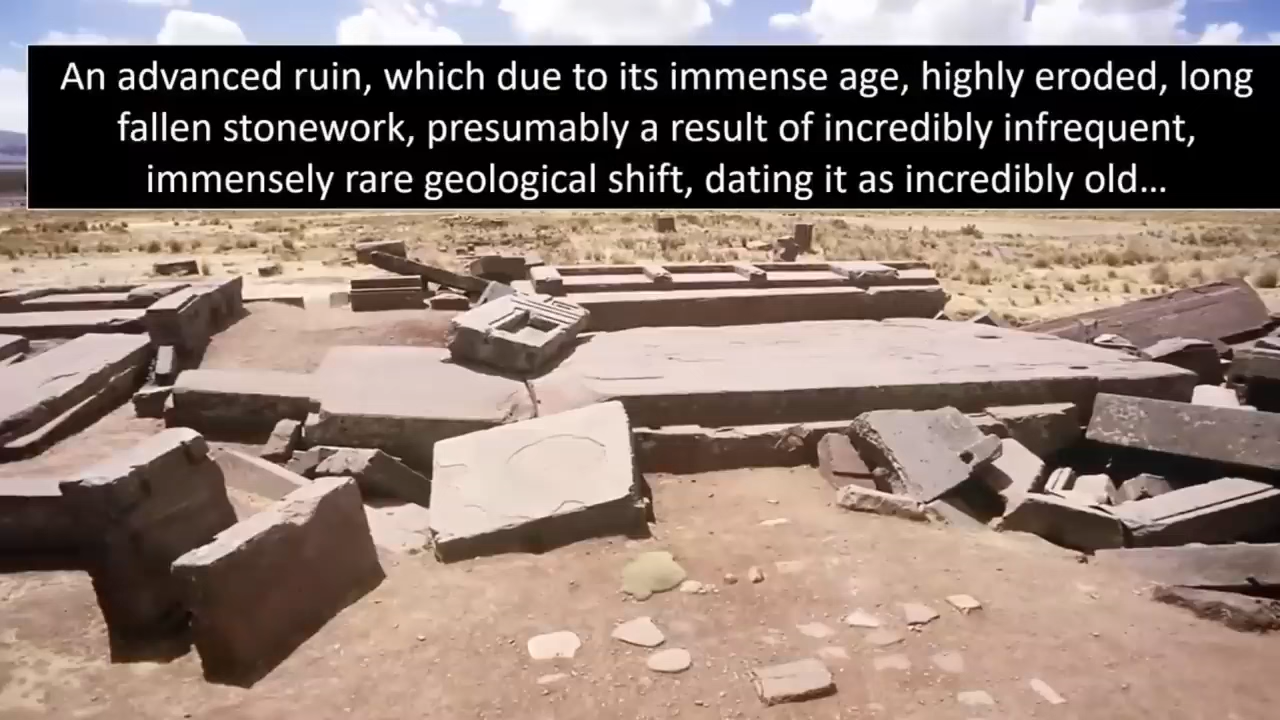 An advanced ruin, which due to its immense age, highly eroded, long
fallen stonework, presumably a result of incredibly infrequent,
immensely rare geological shift, dating it as incredibly old…